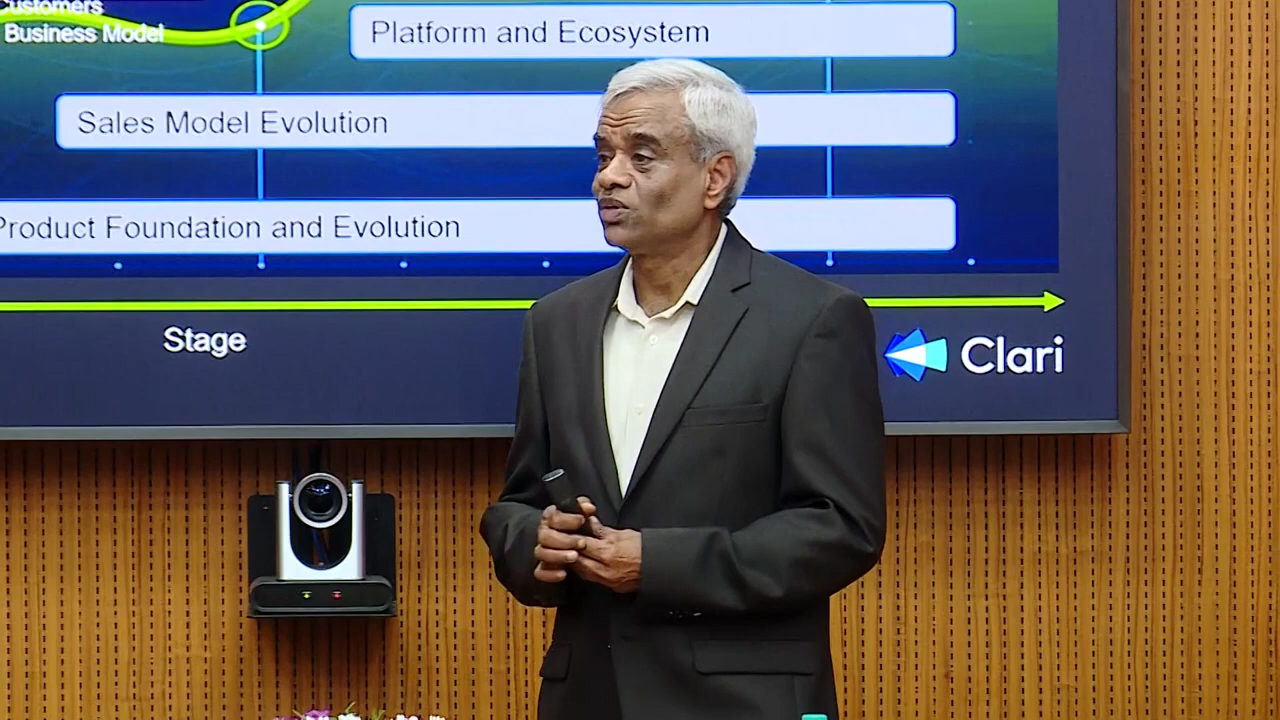 Customers
Business Model
Platform and Ecosystem
Sales Model Evolution
Product Foundation and Evolution
Stage
Clari